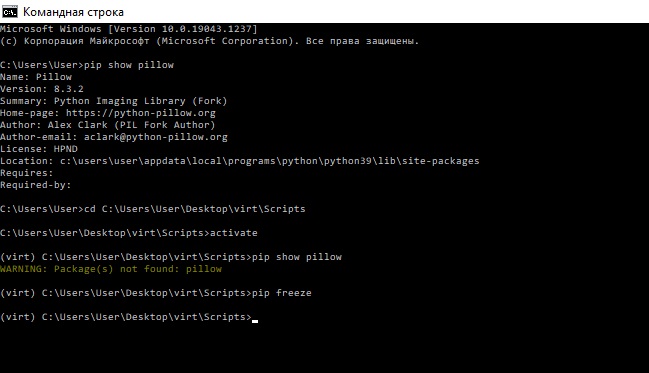 Командная строка
Microsoft Windows [Version 10.0.19043.1237]
(c) Корпорация Майкрософт (Microsoft Corporation). Все права защищены.
C:\Users\User>pip show pillow
Name: Pillow
Version: 8.3.2
Summary: Python Imaging Library (Fork)
Home-page: https://python-pillow.org
Author: Alex Clark (PIL Fork Author)
Author-email: aclark@python-pillow.org
License: HPND
Location: c:\users\user\appdata\local\programs\python\python39\lib\site-packages
Requires:
Required-by:
C:\Users\User>cd C:\Users\User\Desktop\virt\Scripts
C:\Users\User\Desktop\virt\Scripts>activate
(virt) C:\Users\User\Desktop\virt\Scripts>pip show pillow
WARNING: Package(s) not found: pillow
(virt) C:\Users\User\Desktop\virt\Scripts>pip freeze
(virt) C:\Users\User\Desktop\virt\Scripts>